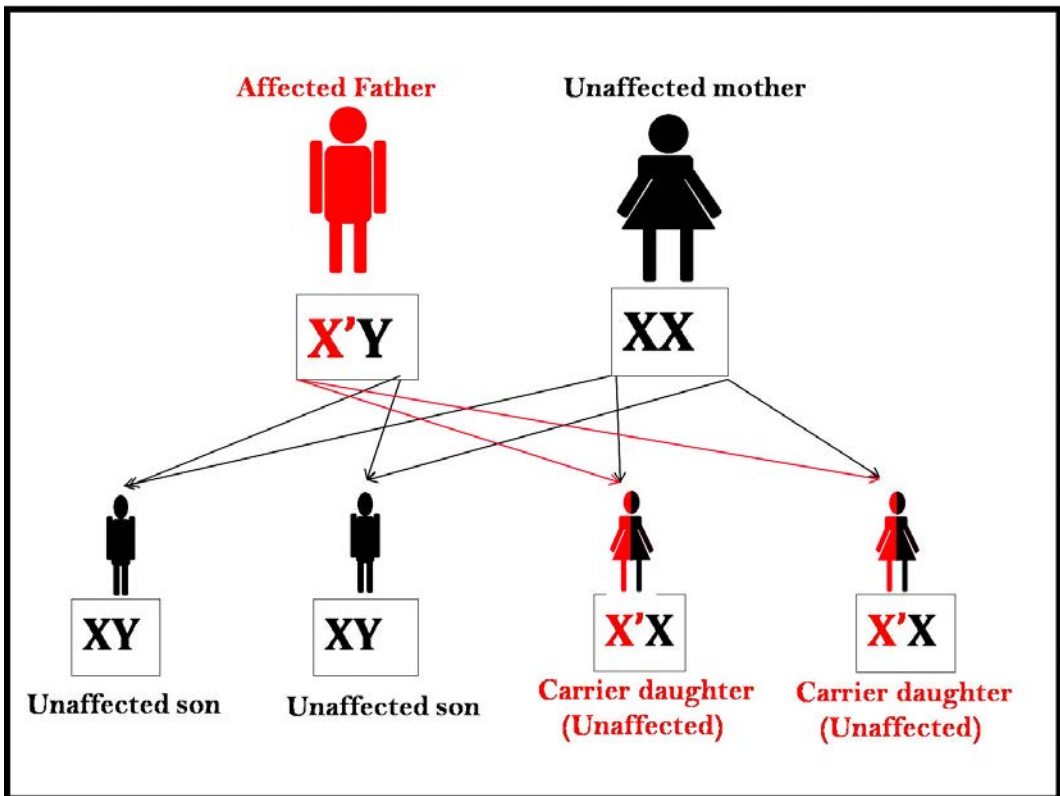 Affected Father
Unaffected mother
X’Y
XX
XY
XY
X’X
X’X
Unaffected son
Unaffected son
Carrier daughter
(Unaffected)
Carrier daughter
(Unaffected)